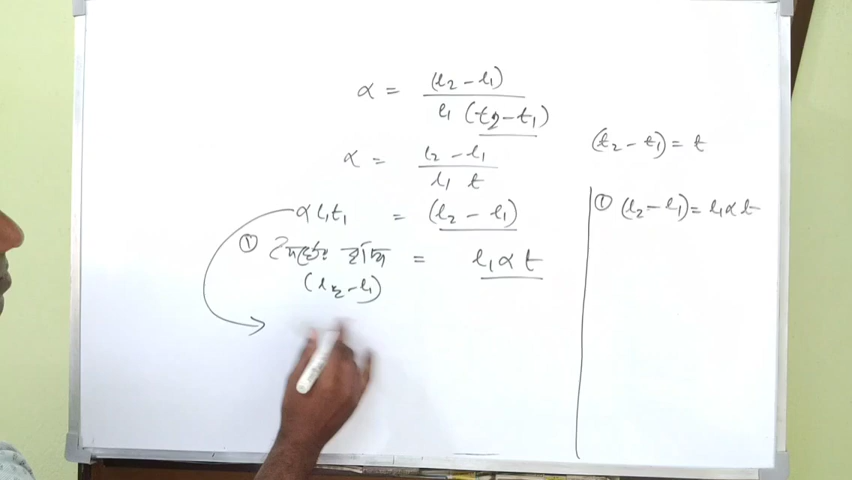 α = (l₂ - l₁) / l₁ (t₂ - t₁)
(t₂ - t₁) = t
α = l₂ - l₁ / l₁ t
α l₁ t₁ = (l₂ - l₁)
① (l₂ - l₁) = l₁ α t
① দৈর্ঘ্যের বৃদ্ধি = l₁ α t
(l₂ - l₁)